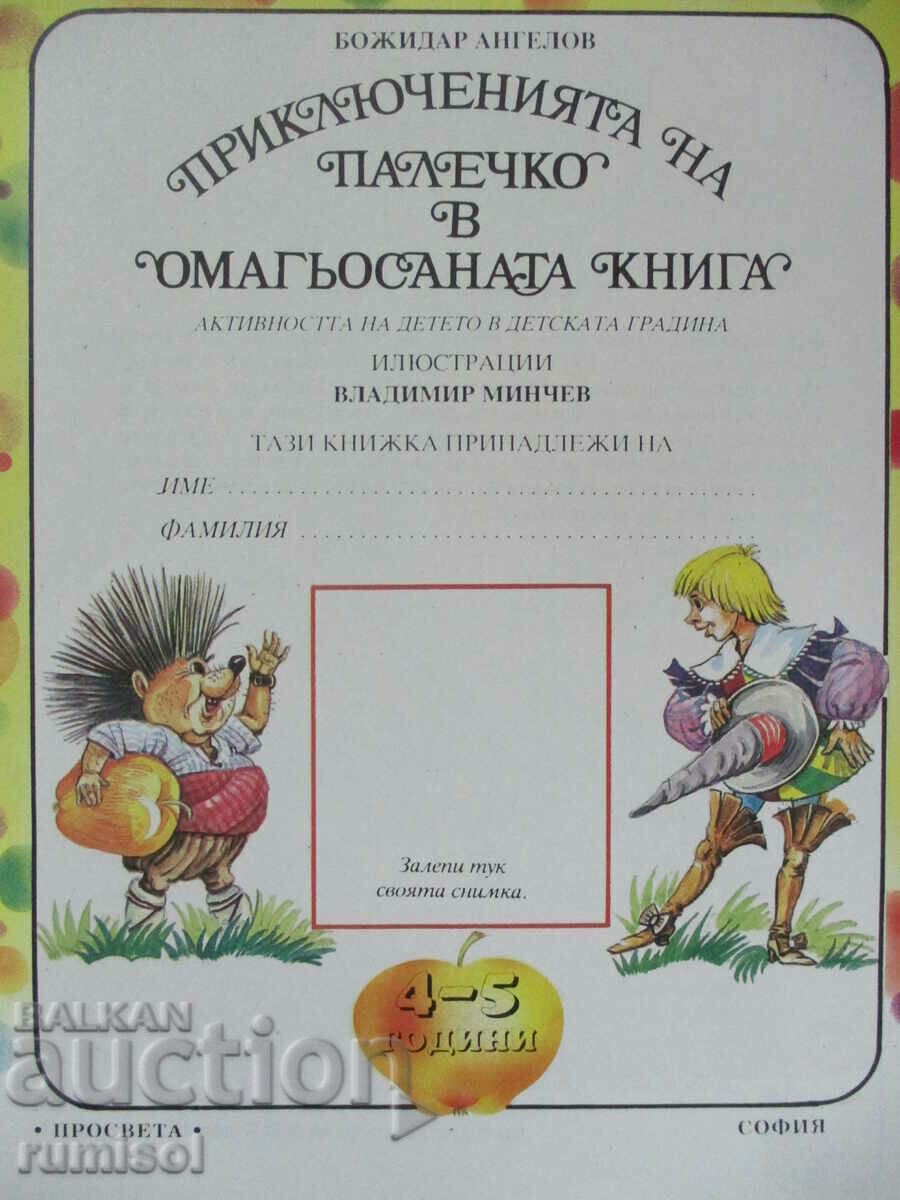 БОЖИДАР АНГЕЛОВ
ПРИКЛЮЧЕНИЯТА НА
ПАЛЕЧКО
В
ОМАГЬОСАНАТА КНИГА
АКТИВНОСТТА НА ДЕТЕТО В ДЕТСКАТА ГРАДИНА
ИЛЮСТРАЦИИ
ВЛАДИМИР МИНЧЕВ
ТАЗИ КНИЖКА ПРИНАДЛЕЖИ НА
ИМЕ ............................................
ФАМИЛИЯ ......................................
Залепи тук
своята снимка.
4-5
ГОДИНИ
BALKAN
auction
• ПРОСВЕТА •
СОФИЯ
rumisol